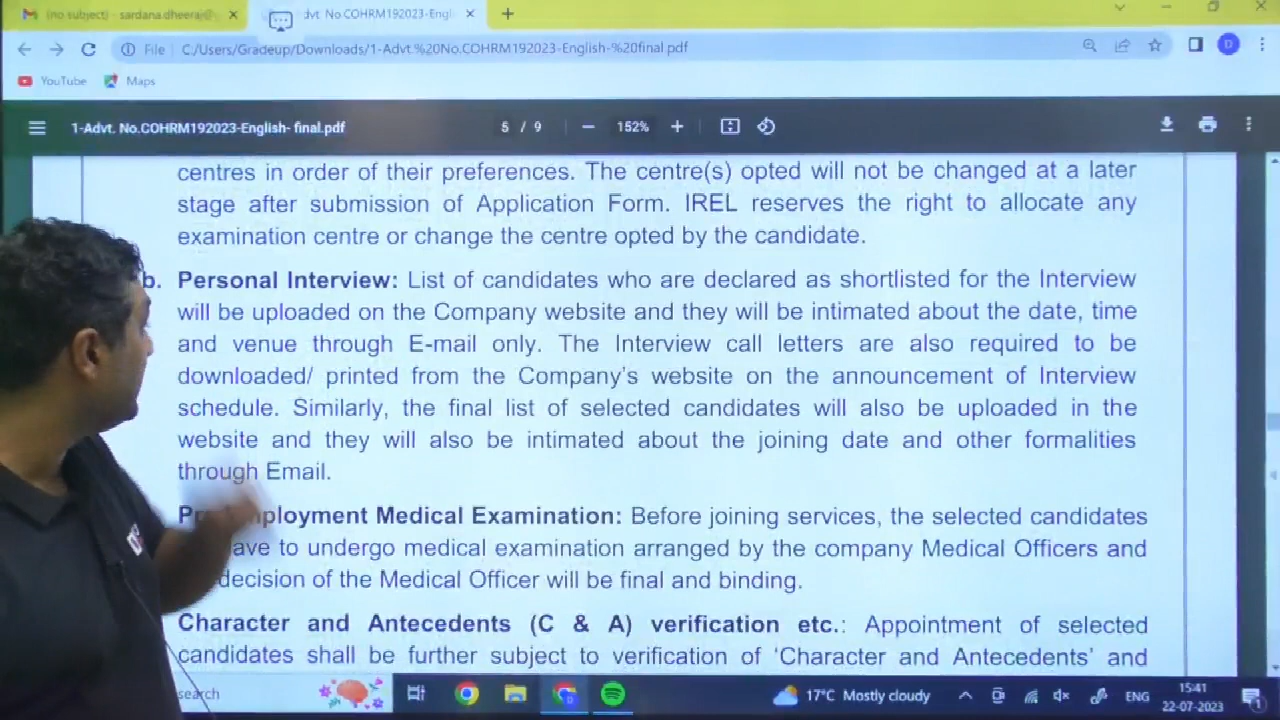 (no subject) - sardana.dheeraj@
dvt No.COHRM192023-Engl
File C:/Users/Gradeup/Downloads/1-Advt.%20No.COHRM192023-English-%20final.pdf
D
YouTube Maps
1-Advt. No.COHRM192023-English- final.pdf 5 / 9 152%
centres in order of their preferences. The centre(s) opted will not be changed at a later
stage after submission of Application Form. IREL reserves the right to allocate any
examination centre or change the centre opted by the candidate.
b. Personal Interview: List of candidates who are declared as shortlisted for the Interview
will be uploaded on the Company website and they will be intimated about the date, time
and venue through E-mail only. The Interview call letters are also required to be
downloaded/ printed from the Company's website on the announcement of Interview
schedule. Similarly, the final list of selected candidates will also be uploaded in the
website and they will also be intimated about the joining date and other formalities
through Email.
Medical Examination: Before joining services, the selected candidates
to undergo medical examination arranged by the company Medical Officers and
decision of the Medical Officer will be final and binding.
Character and Antecedents (C & A) verification etc.: Appointment of selected
candidates shall be further subject to verification of 'Character and Antecedents' and
search 17°C Mostly cloudy ENG 15:41
22-07-2023 1